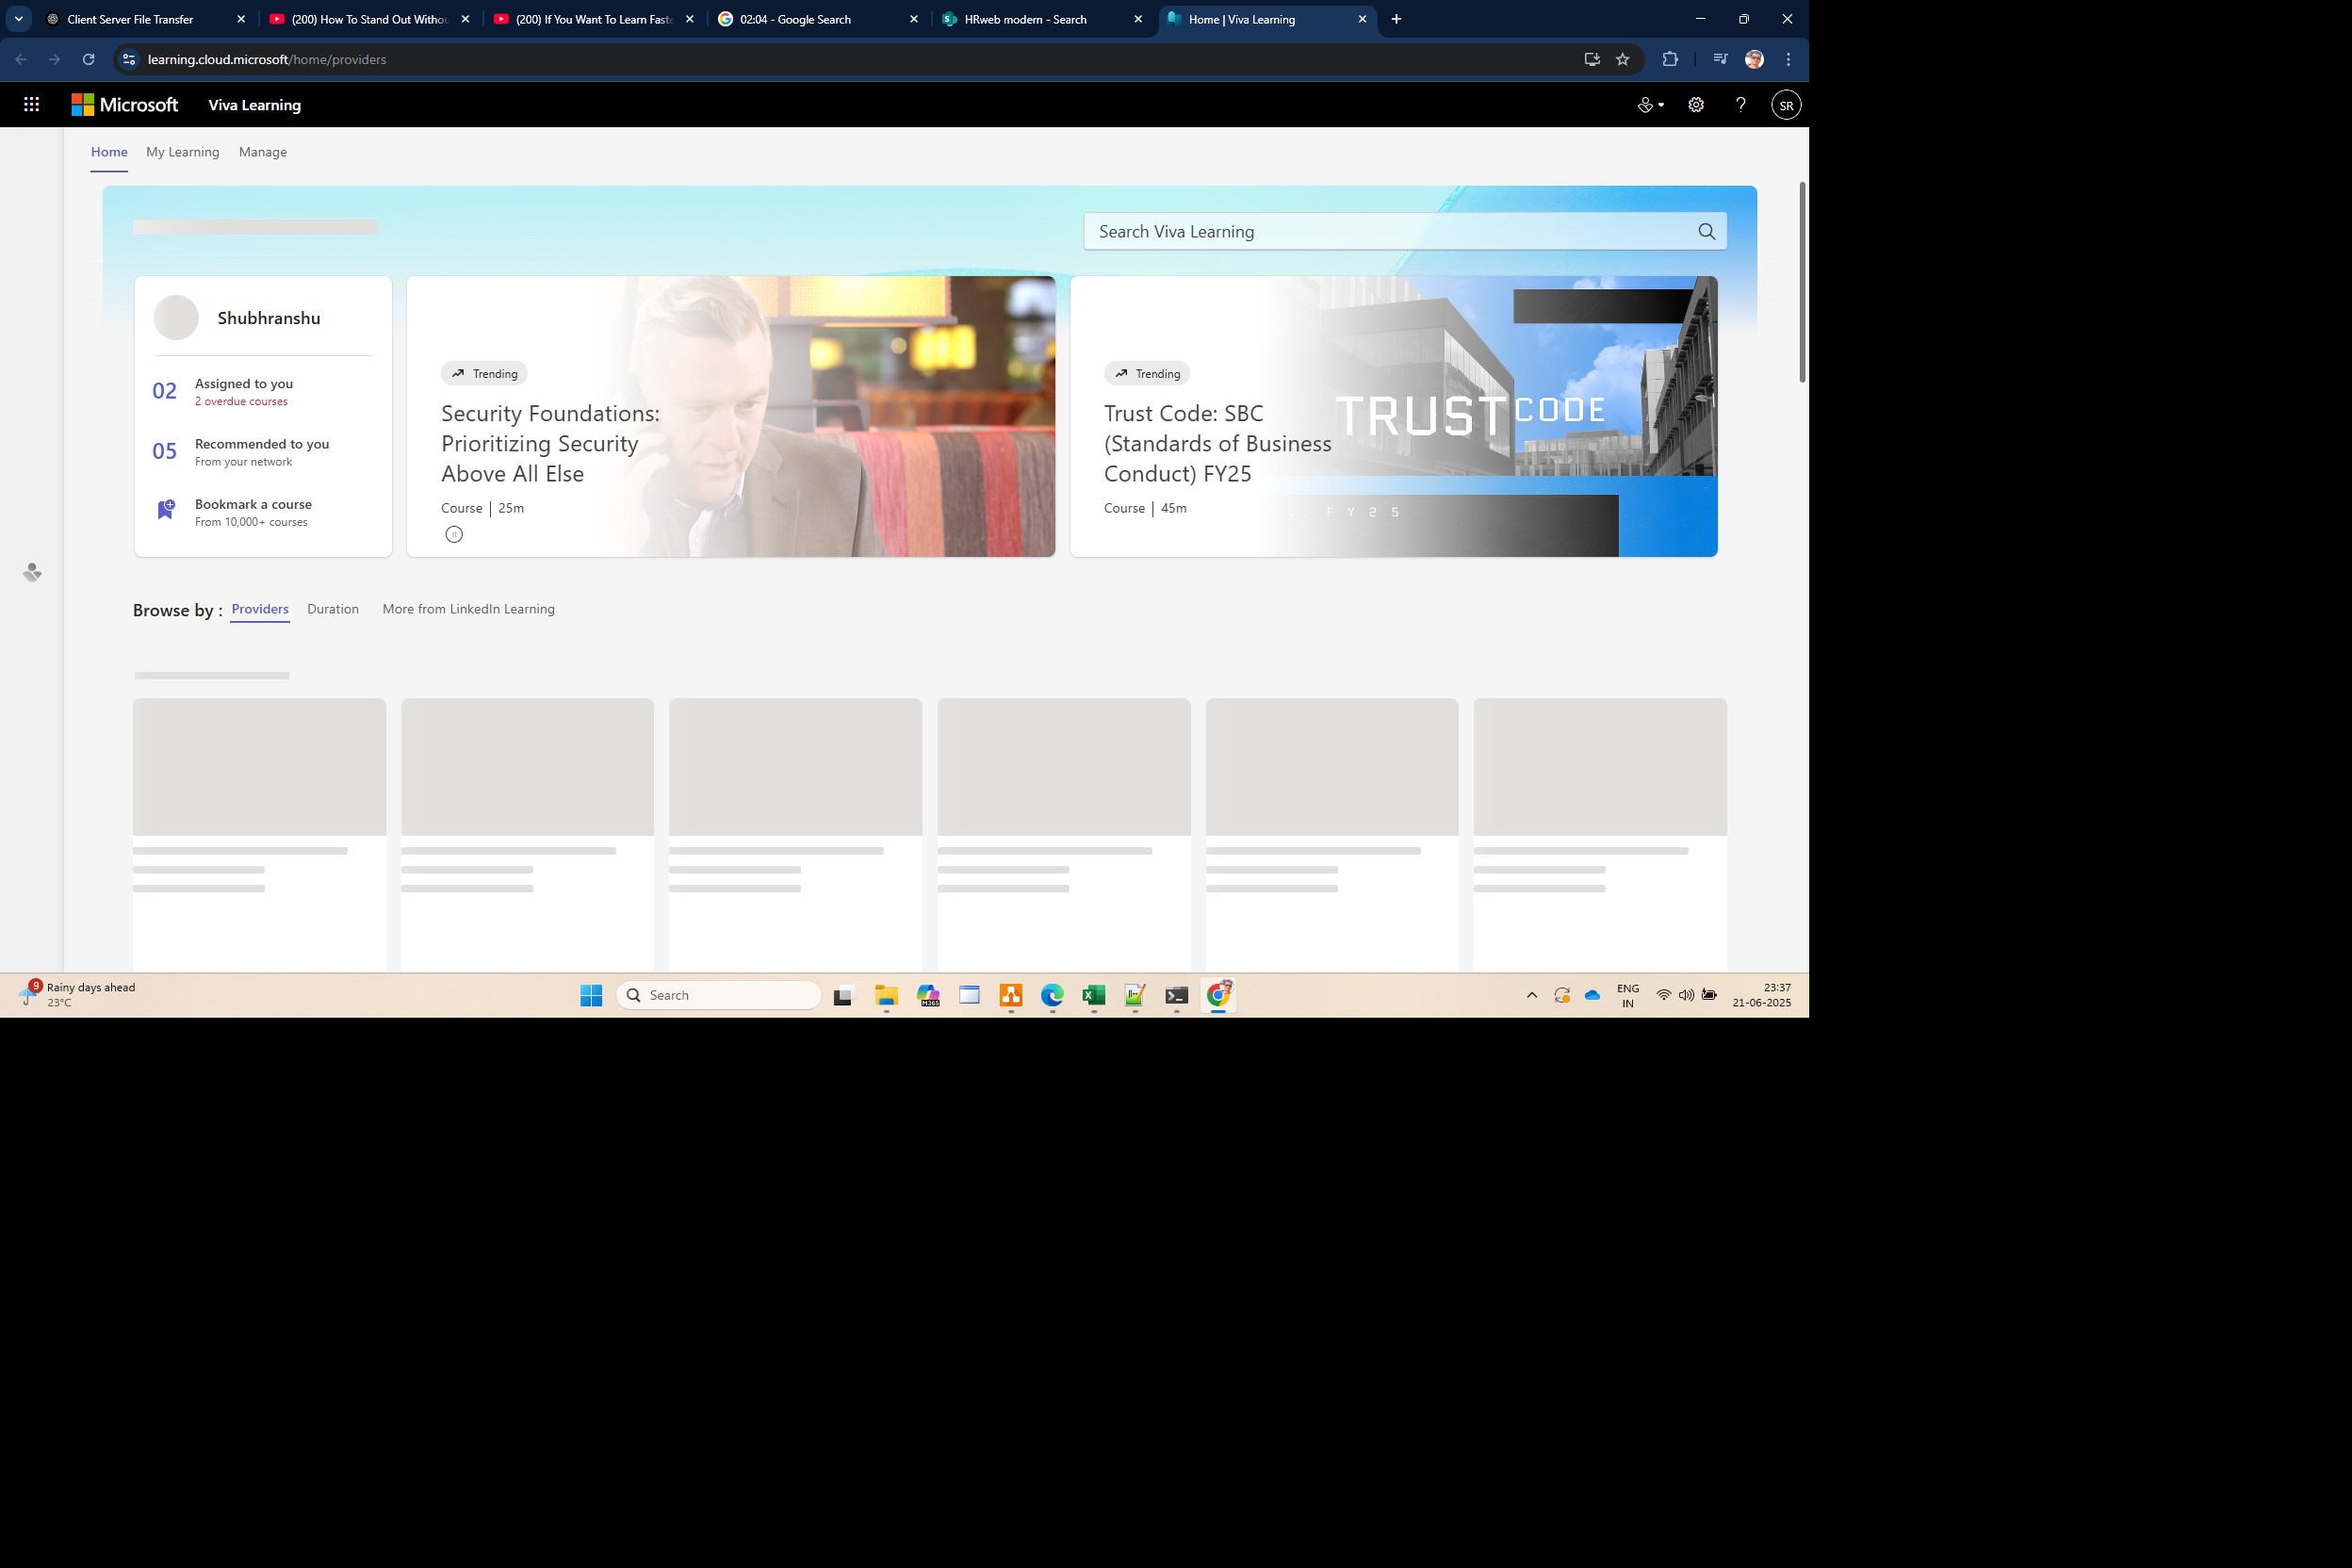 Client Server File Transfer
(200) How To Stand Out Withou
(200) If You Want To Learn Faste
02:04 - Google Search
HRweb modern - Search
Home | Viva Learning
learning.cloud.microsoft/home/providers
Microsoft
Viva Learning
SR
Home
My Learning
Manage
Search Viva Learning
Shubhranshu
02
Assigned to you
2 overdue courses
05
Recommended to you
From your network
Bookmark a course
From 10,000+ courses
Trending
Security Foundations:
Prioritizing Security
Above All Else
Course | 25m
Trending
Trust Code: SBC
(Standards of Business
Conduct) FY25
Course | 45m
TRUST CODE
FY25
Browse by :
Providers
Duration
More from LinkedIn Learning
9
Rainy days ahead
23°C
Search
M365
ENG
IN
23:37
21-06-2025